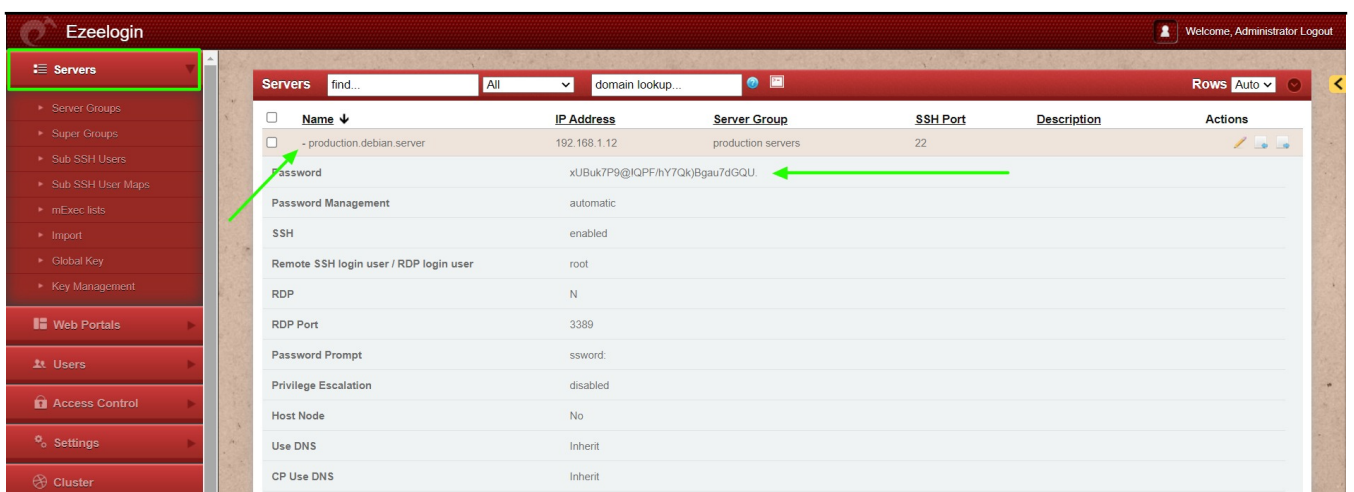 Ezeelogin
Welcome, Administrator Logout
Servers
Server Groups
Super Groups
Sub SSH Users
Sub SSH User Maps
mExec lists
Import
Global Key
Key Management
Web Portals
Users
Access Control
Settings
Cluster
Servers find... All domain lookup... Rows Auto
Name IP Address Server Group SSH Port Description Actions
- production.debian.server 192.168.1.12 production servers 22
Password xUBuk7P9@!QPF/hY7Qk)Bgau7dGQU.
Password Management automatic
SSH enabled
Remote SSH login user / RDP login user root
RDP N
RDP Port 3389
Password Prompt ssword:
Privilege Escalation disabled
Host Node No
Use DNS Inherit
CP Use DNS Inherit